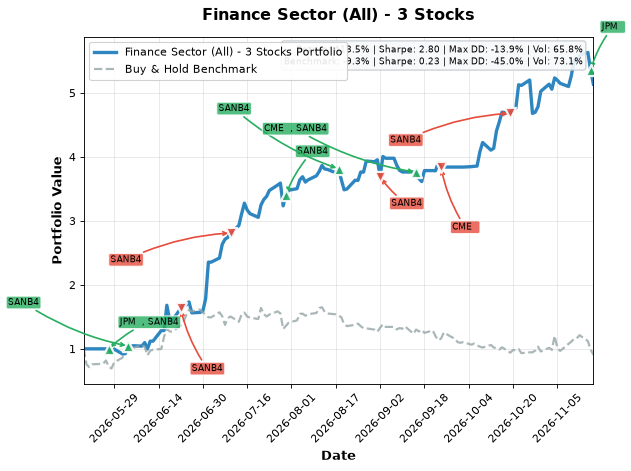 Finance Sector (All) - 3 Stocks
JPM
Finance Sector (All) - 3 Stocks Portfolio
3.5% | Sharpe: 2.80 | Max DD: -13.9% | Vol: 65.8%
Buy & Hold Benchmark
9.3% | Sharpe: 0.23 | Max DD: -45.0% | Vol: 73.1%
SANB4
CME , SANB4
SANB4
SANB4
SANB4
CME
SANB4
SANB4
JPM , SANB4
SANB4
5
4
3
2
1
Portfolio Value
2026-05-29
2026-06-14
2026-06-30
2026-07-16
2026-08-01
2026-08-17
2026-09-02
2026-09-18
2026-10-04
2026-10-20
2026-11-05
Date